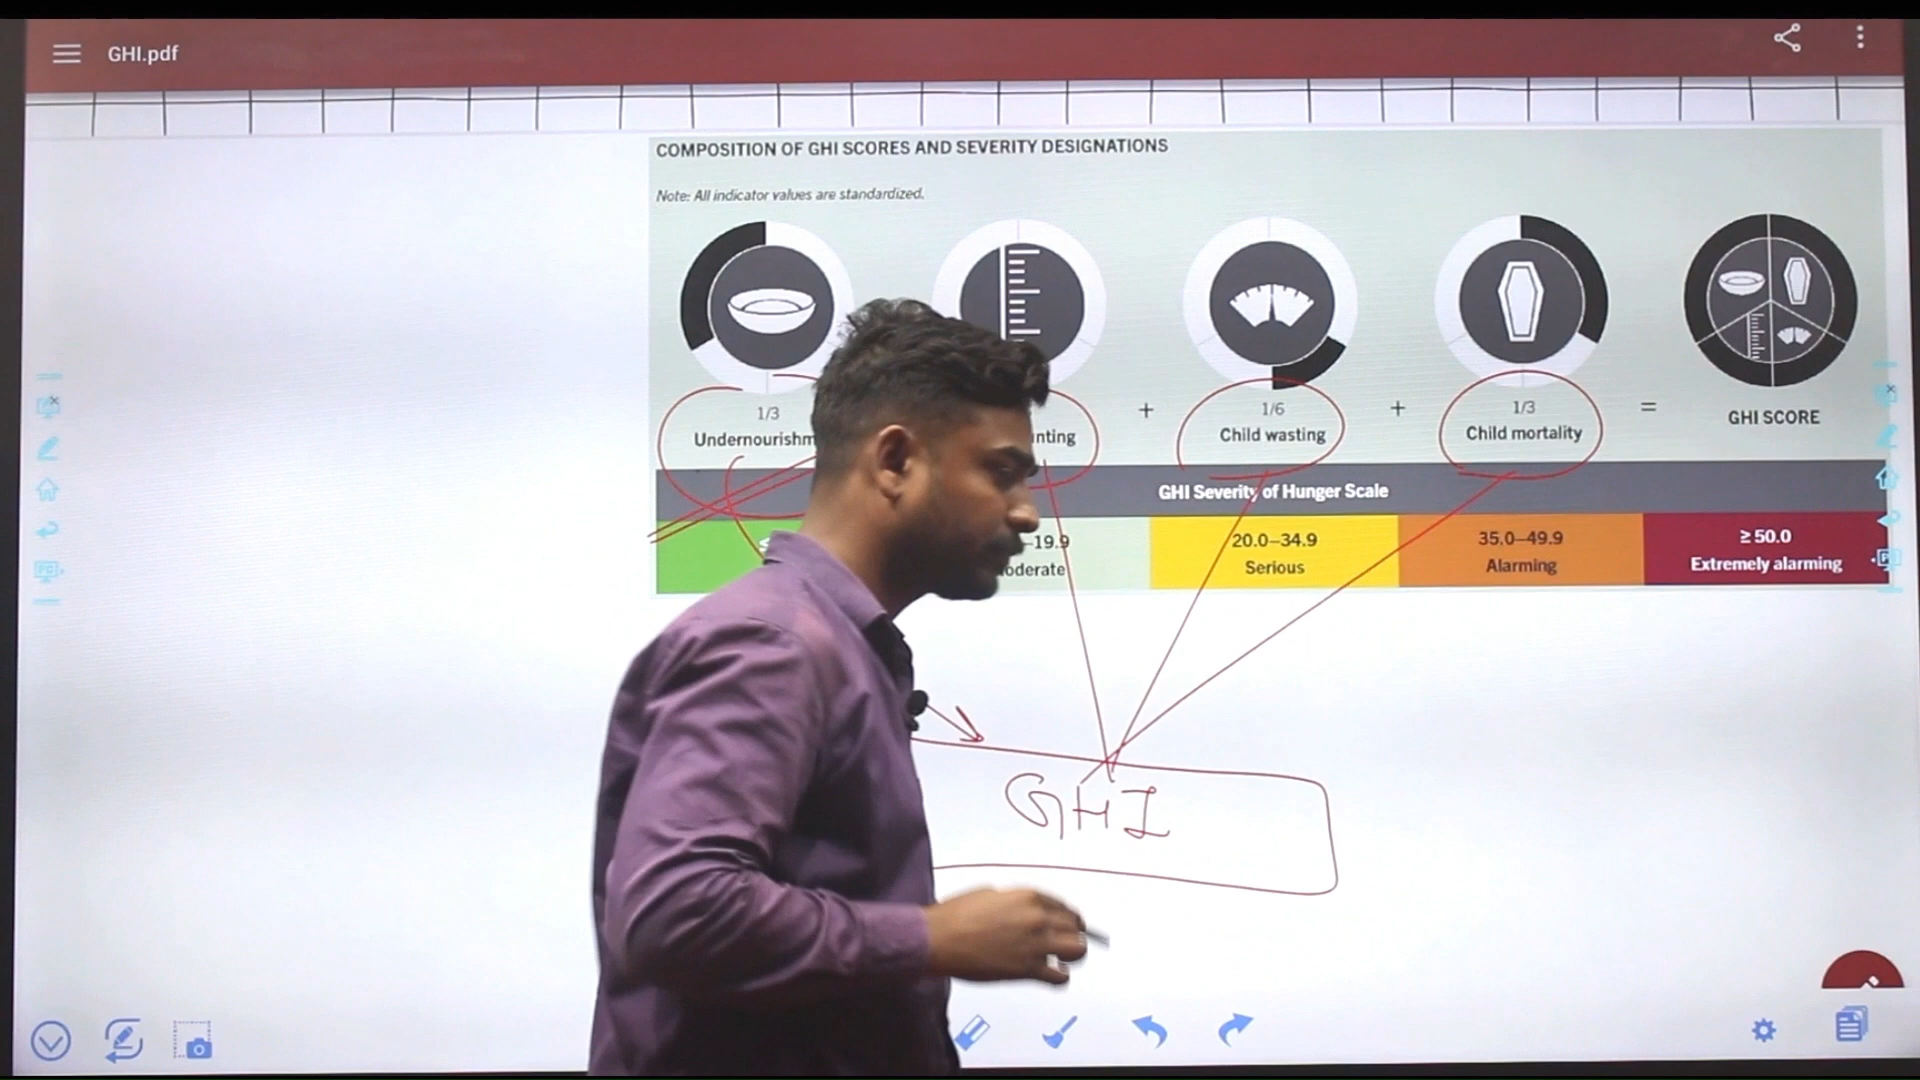 GHI.pdf
COMPOSITION OF GHI SCORES AND SEVERITY DESIGNATIONS
Note: All indicator values are standardized.
1/3 + 1/6 + 1/3 = GHI SCORE
Undernourishm nting Child wasting Child mortality
GHI Severity of Hunger Scale
≤ –19.9 20.0–34.9 35.0–49.9 ≥ 50.0
oderate Serious Alarming Extremely alarming
GHI